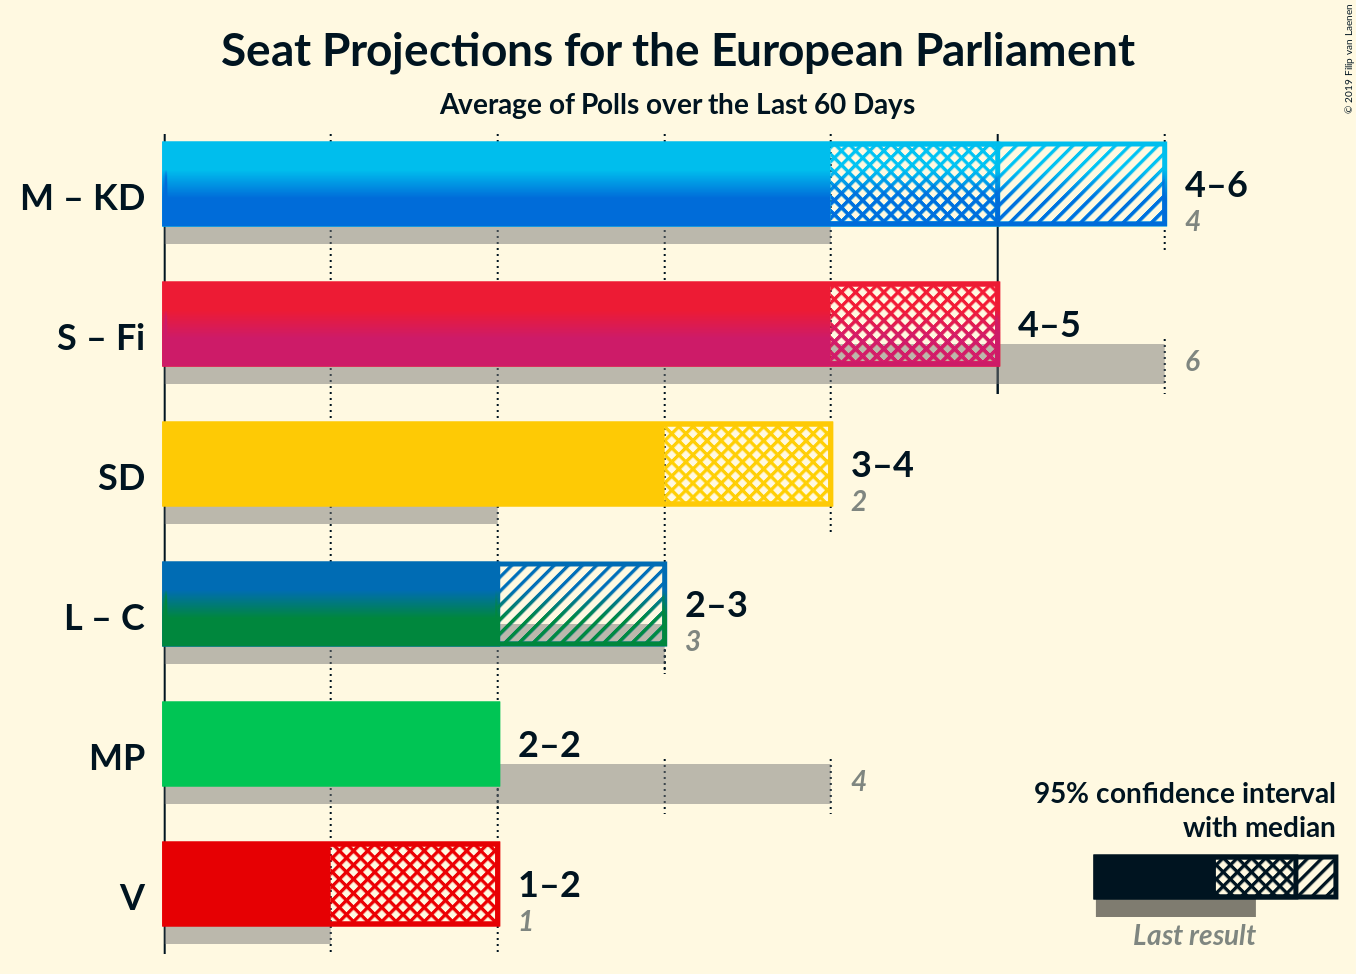 Seat Projections for the European Parliament
Average of Polls over the Last 60 Days
© 2019 Filip van Laenen
M – KD
4–6
4
S – Fi
4–5
6
SD
3–4
2
L – C
2–3
3
MP
2–2
4
V
1–2
1
95% confidence interval
with median
Last result